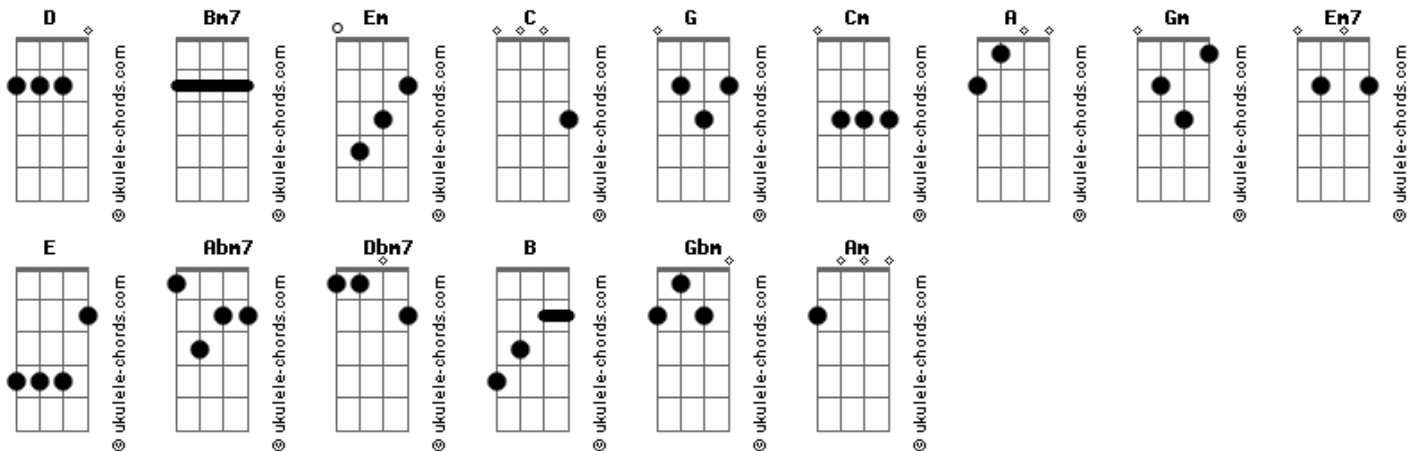 D Bm7 Em C G Cm A Gm Em7
© ukulele-chords.com © ukulele-chords.com © ukulele-chords.com © ukulele-chords.com © ukulele-chords.com © ukulele-chords.com © ukulele-chords.com © ukulele-chords.com © ukulele-chords.com
E Abm7 Dbm7 B Gbm Am
© ukulele-chords.com © ukulele-chords.com © ukulele-chords.com © ukulele-chords.com © ukulele-chords.com © ukulele-chords.com